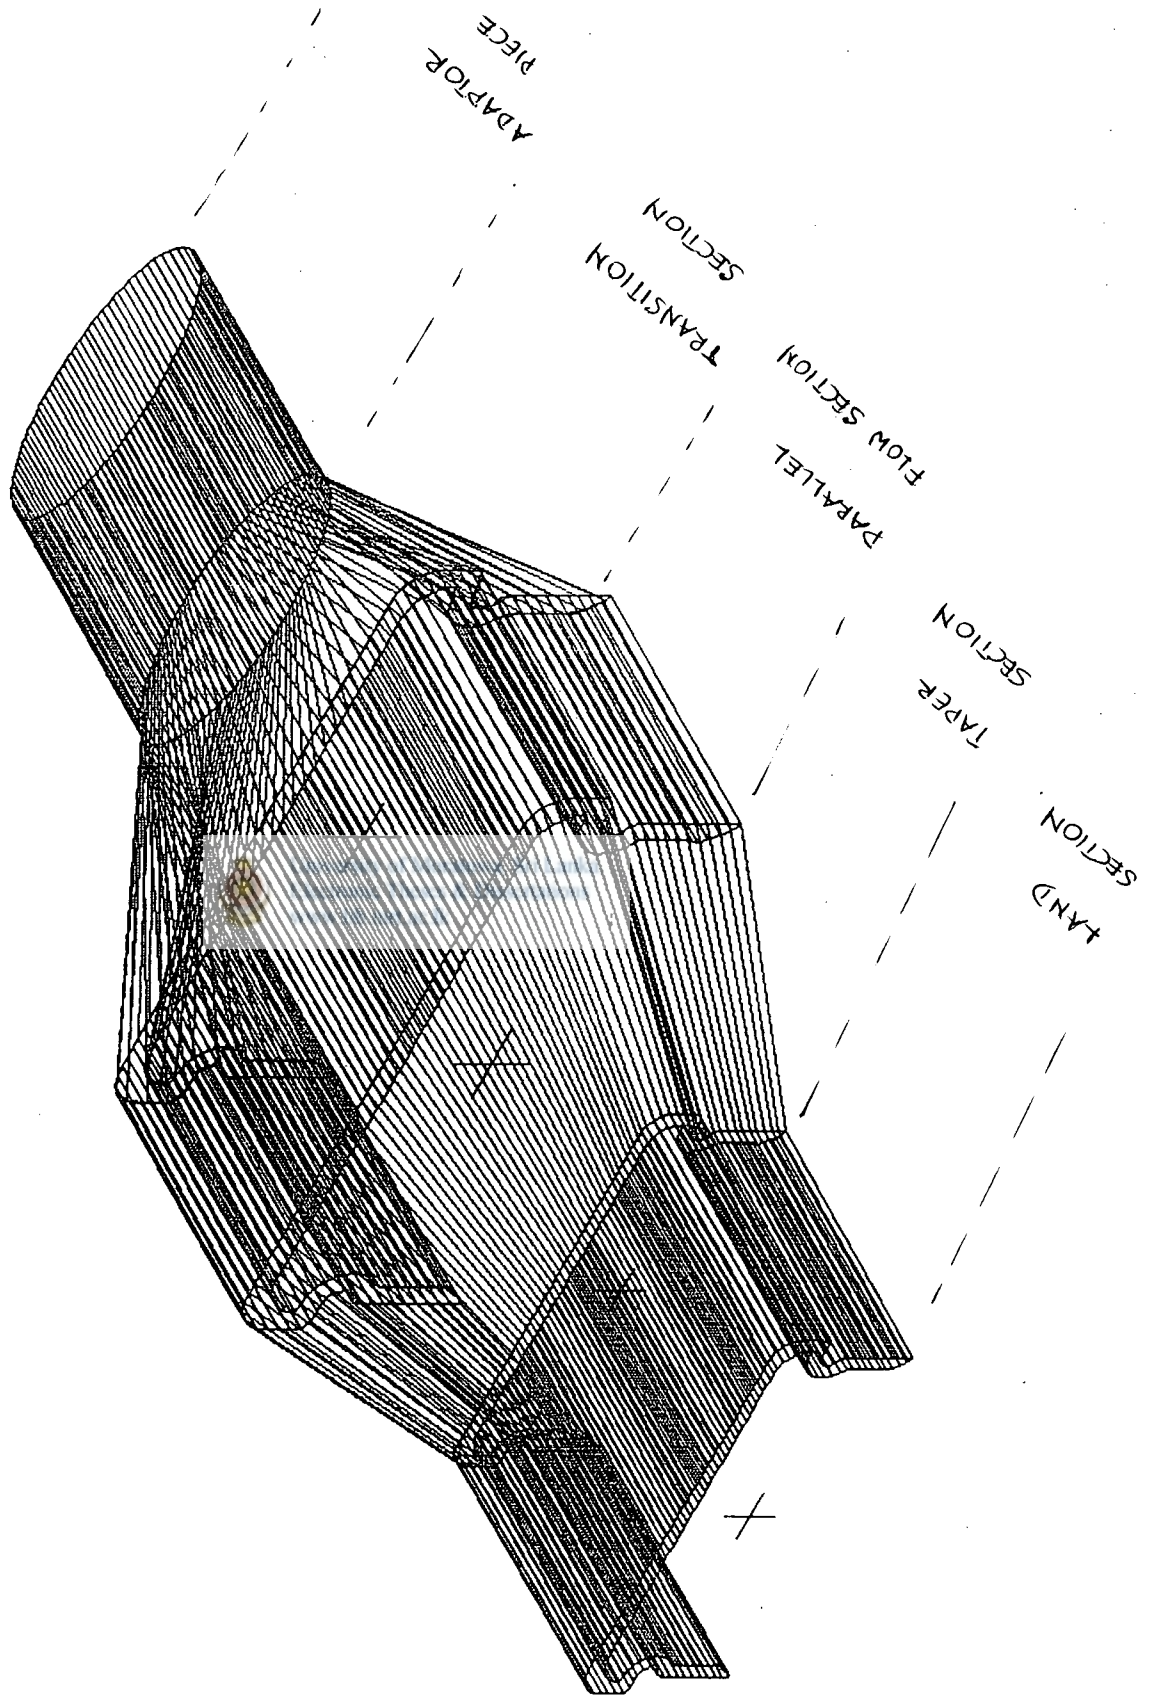 ADAPTOR
PIECE
TRANSITION
SECTION
PARALLEL
FLOW SECTION
TAPER
SECTION
LAND
SECTION